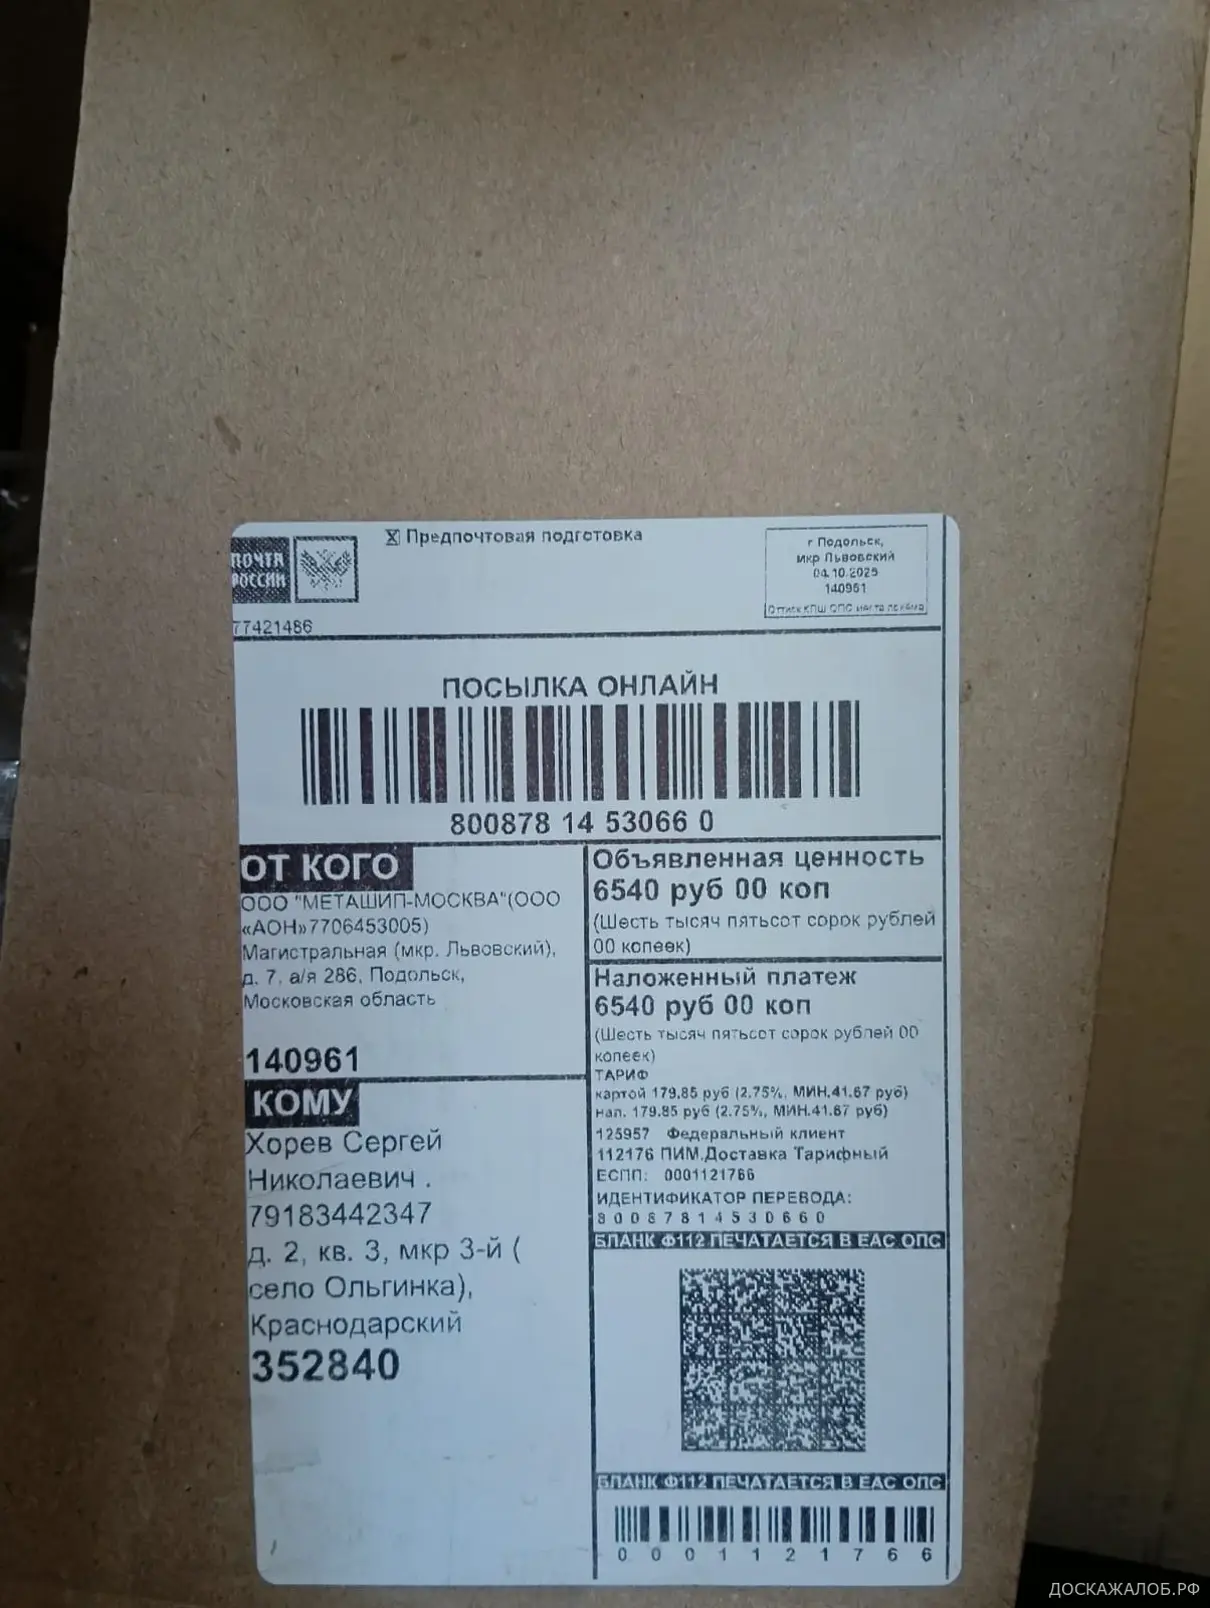 ПОЧТА
РОССИИ
☒ Предпочтовая подготовка
г Подольск,
мкр Львовский
04.10.2025
140961
Оттиск КПШ ОПС места приёма
77421486
ПОСЫЛКА ОНЛАЙН
800878 14 53066 0
ОТ КОГО
ООО "МЕТАШИП-МОСКВА"(ООО
«АОН»7706453005)
Магистральная (мкр. Львовский),
д. 7, а/я 286, Подольск,
Московская область
140961
КОМУ
Хорев Сергей
Николаевич .
79183442347
д. 2, кв. 3, мкр 3-й (
село Ольгинка),
Краснодарский
352840
Объявленная ценность
6540 руб 00 коп
(Шесть тысяч пятьсот сорок рублей
00 копеек)
Наложенный платеж
6540 руб 00 коп
(Шесть тысяч пятьсот сорок рублей 00
копеек)
ТАРИФ
картой 179.85 руб (2.75%, МИН.41.67 руб)
нал. 179.85 руб (2.75%, МИН.41.67 руб)
125957 Федеральный клиент
112176 ПИМ.Доставка Тарифный
ЕСПП: 0001121766
ИДЕНТИФИКАТОР ПЕРЕВОДА:
80087814530660
БЛАНК Ф112 ПЕЧАТАЕТСЯ В ЕАС ОПС
БЛАНК Ф112 ПЕЧАТАЕТСЯ В ЕАС ОПС
0001121766
ДОСКАЖАЛОБ.РФ